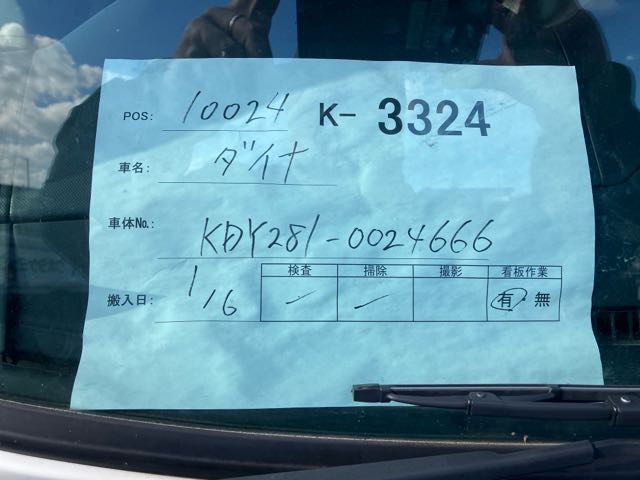 POS: 10024 K- 3324
車名: ダイナ
車体No.: KDY281-0024666
搬入日: 1/16
検査 掃除 撮影 看板作業
有・無